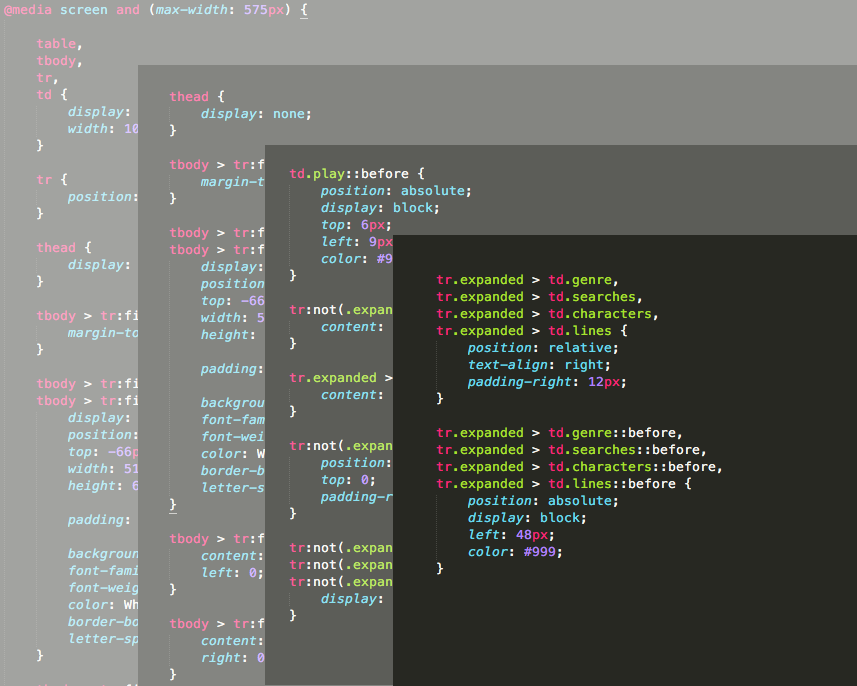 @media screen and (max-width: 575px) {
table,
tbody,
tr,
td {
display:
width: 10
}
tr {
position:
}
thead {
display:
}
tbody > tr:fi
margin-to
}
tbody > tr:fi
tbody > tr:fi
display:
position:
top: -66p
width: 51
height: 6
padding:
backgroun
font-fami
font-weig
color: Wh
border-bo
letter-sp
}
thead {
display: none;
}
tbody > tr:f
margin-t
}
tbody > tr:f
tbody > tr:f
display:
position
top: -66
width: 5
height:
padding:
backgrou
font-fam
font-wei
color: W
border-b
letter-s
}
tbody > tr:f
content:
left: 0;
}
tbody > tr:f
content:
right: 0
}
td.play::before {
position: absolute;
display: block;
top: 6px;
left: 9px
color: #9
}
tr:not(.expan
content:
}
tr.expanded >
content:
}
tr:not(.expan
position:
top: 0;
padding-r
}
tr:not(.expan
tr:not(.expan
tr:not(.expan
display:
}
tr.expanded > td.genre,
tr.expanded > td.searches,
tr.expanded > td.characters,
tr.expanded > td.lines {
position: relative;
text-align: right;
padding-right: 12px;
}
tr.expanded > td.genre::before,
tr.expanded > td.searches::before,
tr.expanded > td.characters::before,
tr.expanded > td.lines::before {
position: absolute;
display: block;
left: 48px;
color: #999;
}